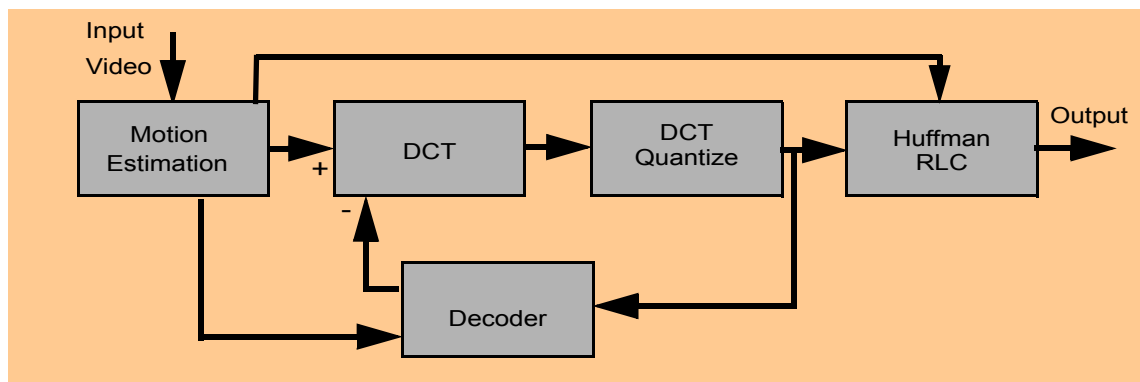 Input
Video
Motion
Estimation
+
DCT
DCT
Quantize
Huffman
RLC
Output
-
Decoder